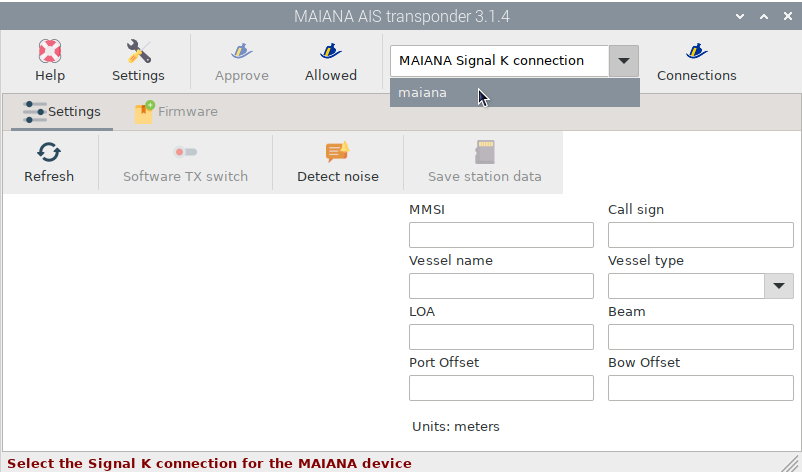 MAIANA AIS transponder 3.1.4
Help Settings Approve Allowed MAIANA Signal K connection Connections
maiana
Settings Firmware
Refresh Software TX switch Detect noise Save station data
MMSI Call sign
Vessel name Vessel type
LOA Beam
Port Offset Bow Offset
Units: meters
Select the Signal K connection for the MAIANA device